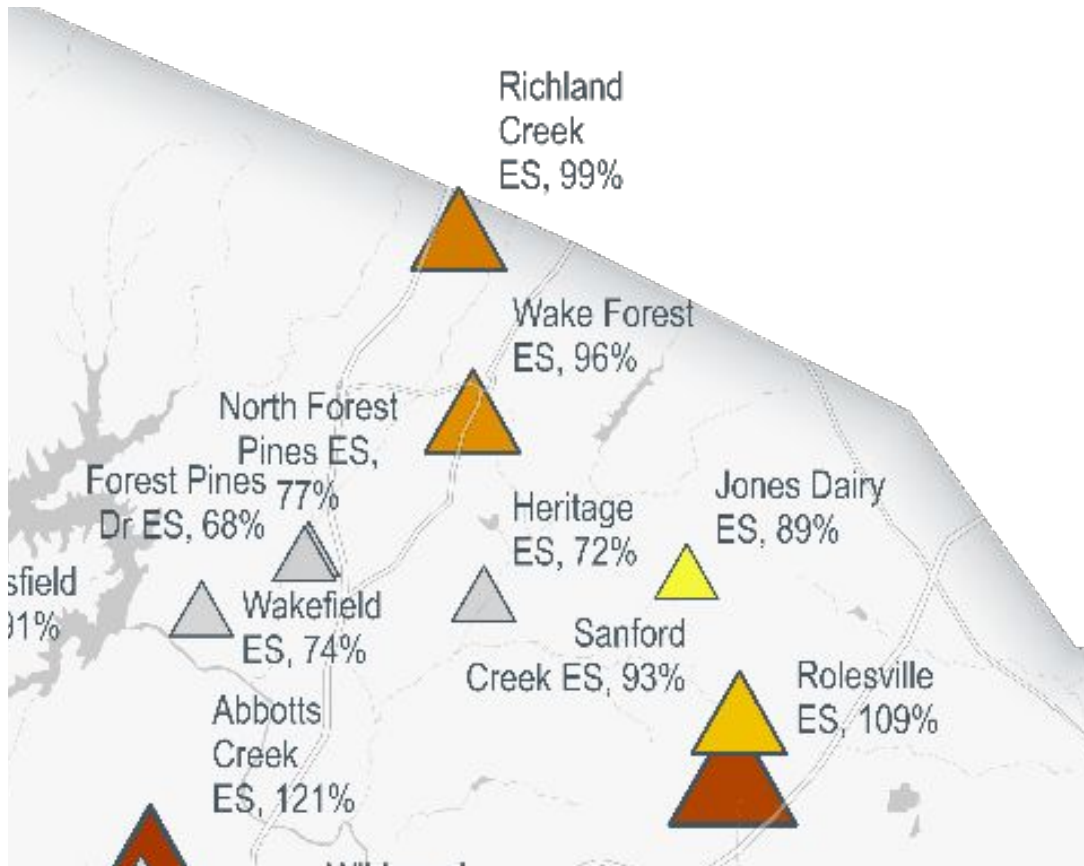 Richland
Creek
ES, 99%
Wake Forest
ES, 96%
North Forest
Pines ES,
77%
Forest Pines
Dr ES, 68%
Heritage
ES, 72%
Jones Dairy
ES, 89%
sfield
91%
Wakefield
ES, 74%
Sanford
Creek ES, 93%
Rolesville
ES, 109%
Abbotts
Creek
ES, 121%